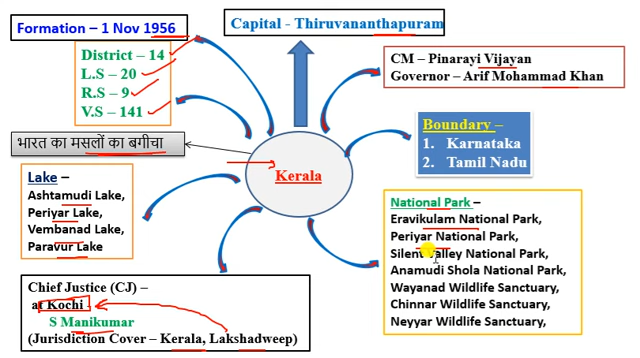 Formation – 1 Nov 1956
Capital - Thiruvananthapuram
District – 14
L.S – 20
R.S – 9
V.S – 141
CM – Pinarayi Vijayan
Governor – Arif Mohammad Khan
भारत का मसलों का बगीचा
Boundary –
1. Karnataka
2. Tamil Nadu
Kerala
Lake –
Ashtamudi Lake,
Periyar Lake,
Vembanad Lake,
Paravur Lake
National Park –
Eravikulam National Park,
Periyar National Park,
Silent Valley National Park,
Anamudi Shola National Park,
Wayanad Wildlife Sanctuary,
Chinnar Wildlife Sanctuary,
Neyyar Wildlife Sanctuary,
Chief Justice (CJ) –
at Kochi -
S Manikumar
(Jurisdiction Cover – Kerala, Lakshadweep)